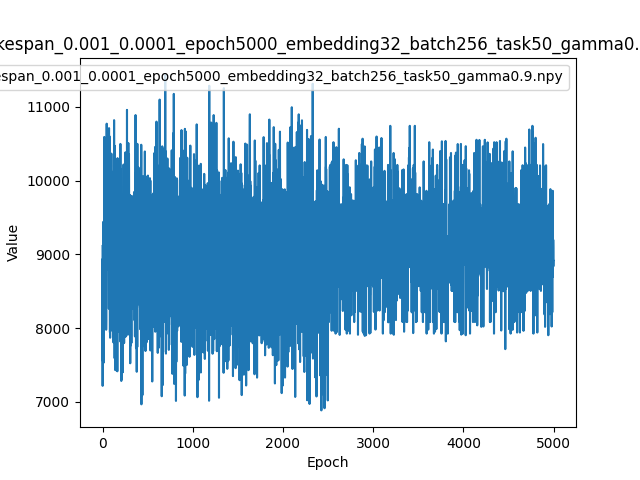 kespan_0.001_0.0001_epoch5000_embedding32_batch256_task50_gamma0.
espan_0.001_0.0001_epoch5000_embedding32_batch256_task50_gamma0.9.npy
11000
10000
9000
8000
7000
Value
0 1000 2000 3000 4000 5000
Epoch